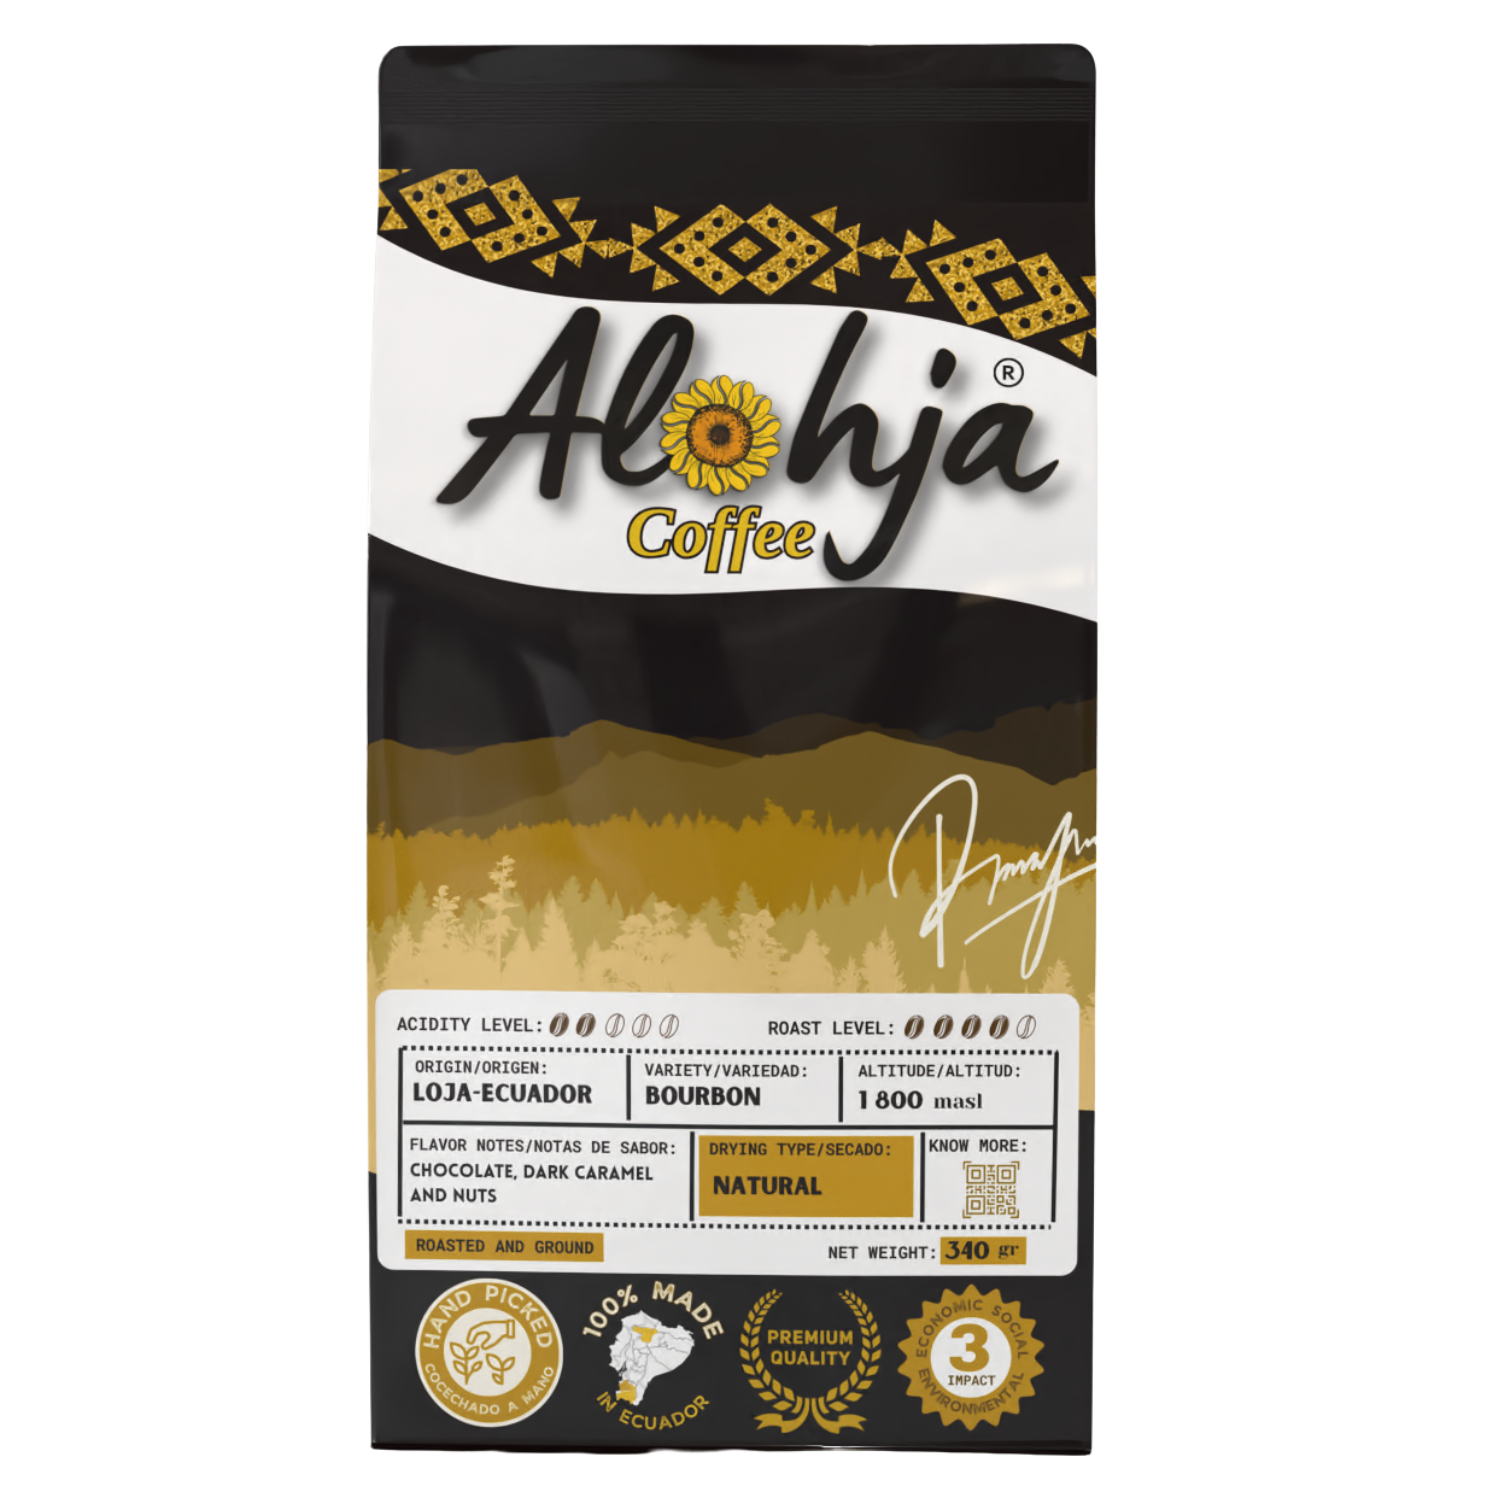 Alohja ®
Coffee
ACIDITY LEVEL:
ROAST LEVEL:
ORIGIN/ORIGEN:
LOJA-ECUADOR
VARIETY/VARIEDAD:
BOURBON
ALTITUDE/ALTITUD:
1800 masl
FLAVOR NOTES/NOTAS DE SABOR:
CHOCOLATE, DARK CARAMEL
AND NUTS
DRYING TYPE/SECADO:
NATURAL
KNOW MORE:
ROASTED AND GROUND
NET WEIGHT: 340 gr
HAND PICKED
COCECHADO A MANO
100% MADE
IN ECUADOR
PREMIUM
QUALITY
ECONOMIC SOCIAL
3
IMPACT
ENVIRONMENTAL